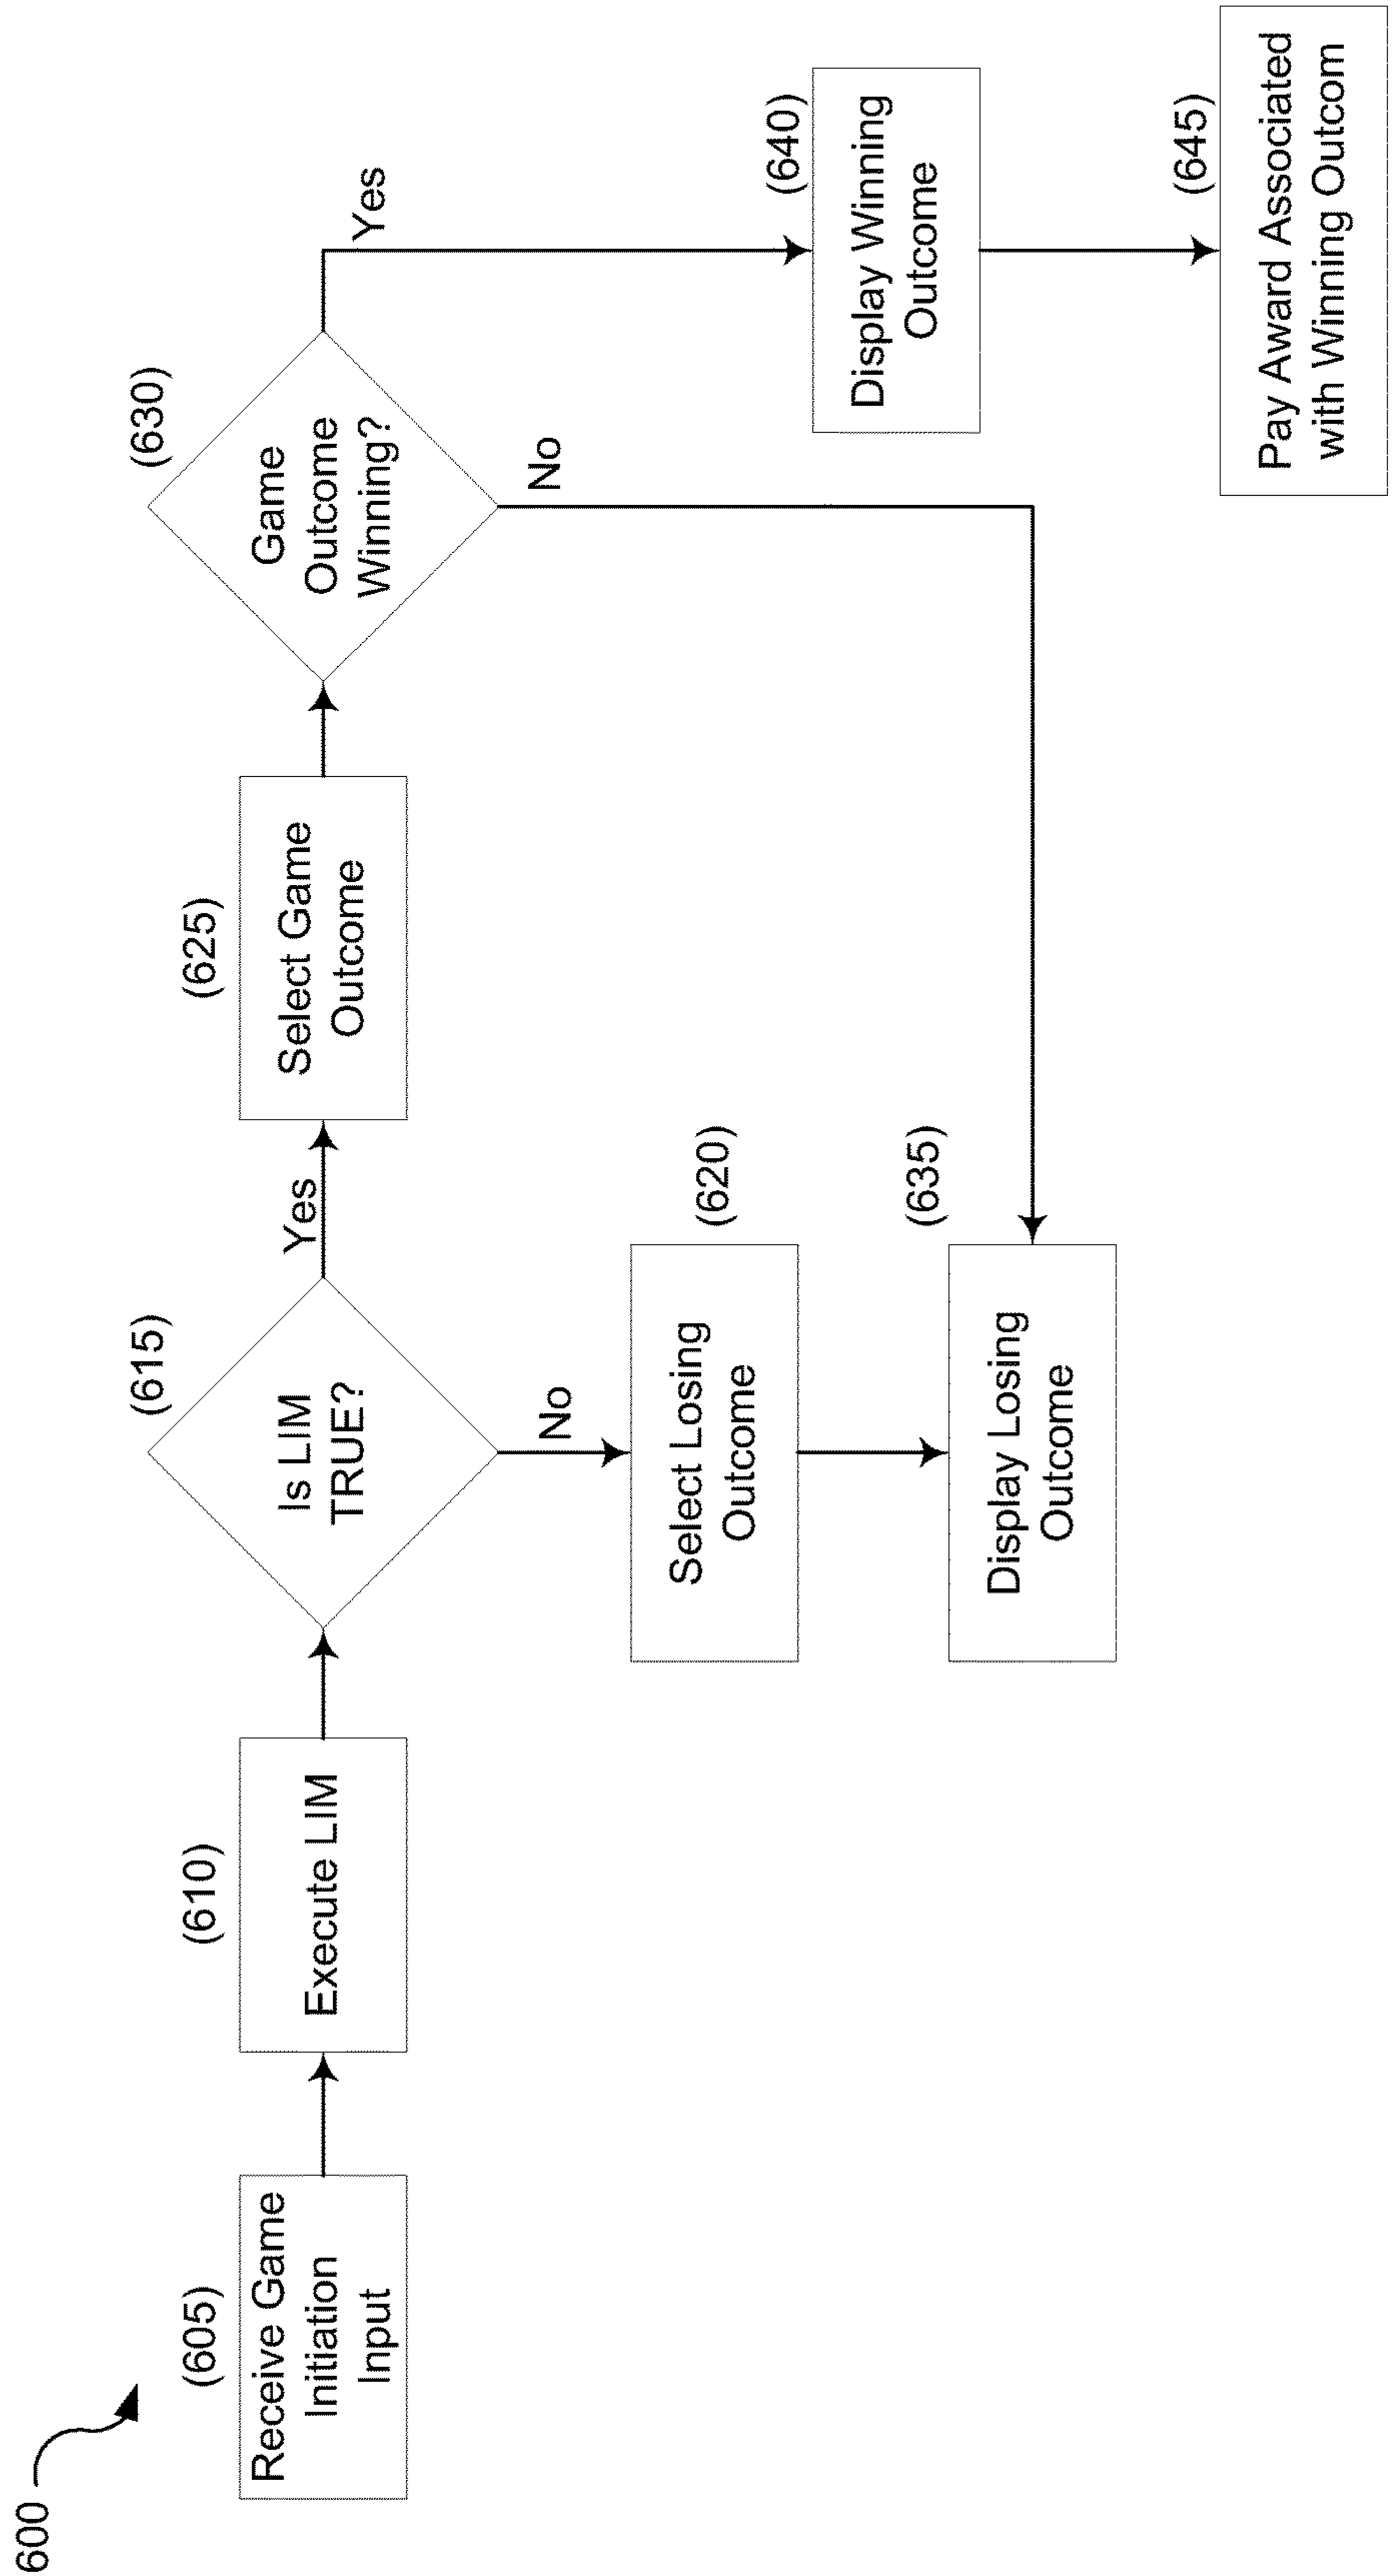 600
(605)
Receive Game
Initiation
Input
(610)
Execute LIM
(615)
Is LIM
TRUE?
Yes
No
(625)
Select Game
Outcome
(630)
Game
Outcome
Winning?
Yes
No
(620)
Select Losing
Outcome
(635)
Display Losing
Outcome
(640)
Display Winning
Outcome
(645)
Pay Award Associated
with Winning Outcom